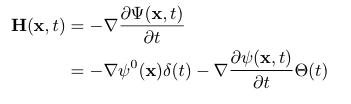 H(x, t) = −∇ ∂Ψ(x, t)/∂t
= −∇ψ⁰(x)δ(t) − ∇ ∂ψ(x, t)/∂t Θ(t)